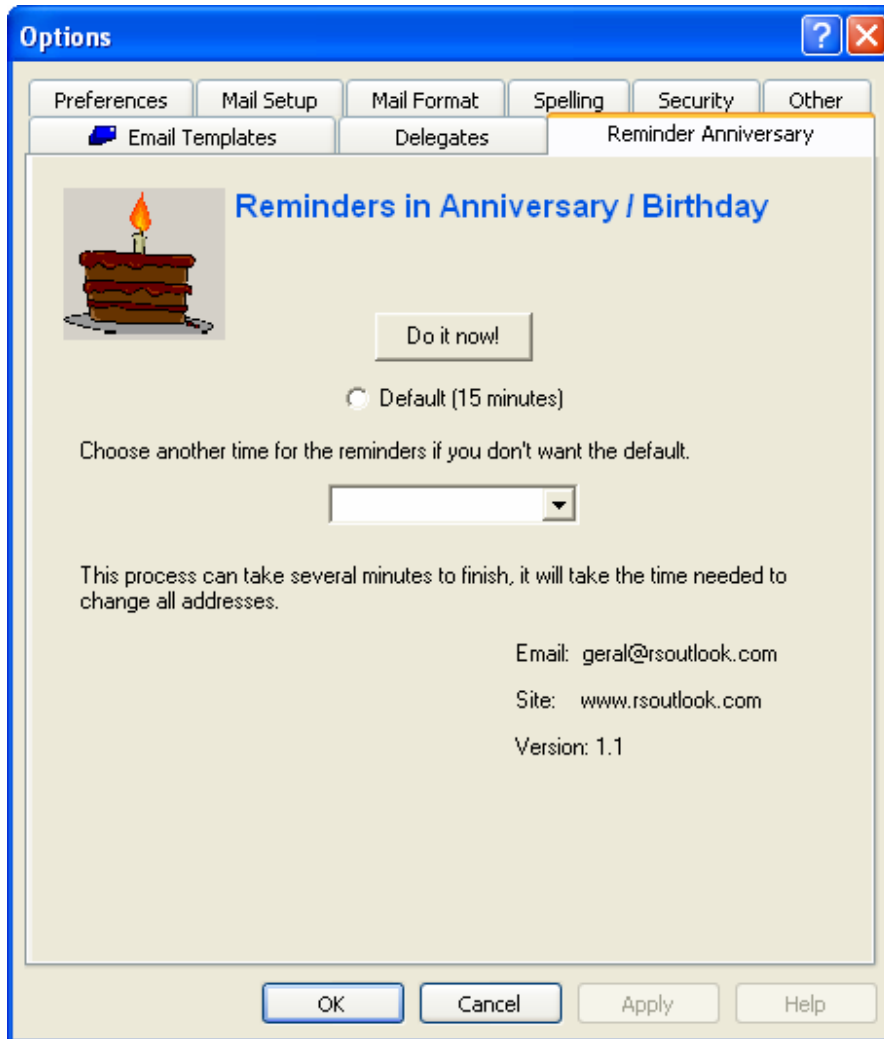 Options
?
Preferences
Mail Setup
Mail Format
Spelling
Security
Other
Email Templates
Delegates
Reminder Anniversary
Reminders in Anniversary / Birthday
Do it now!
Default (15 minutes)
Choose another time for the reminders if you don't want the default.
This process can take several minutes to finish, it will take the time needed to
change all addresses.
Email: geral@rsoutlook.com
Site: www.rsoutlook.com
Version: 1.1
OK
Cancel
Apply
Help